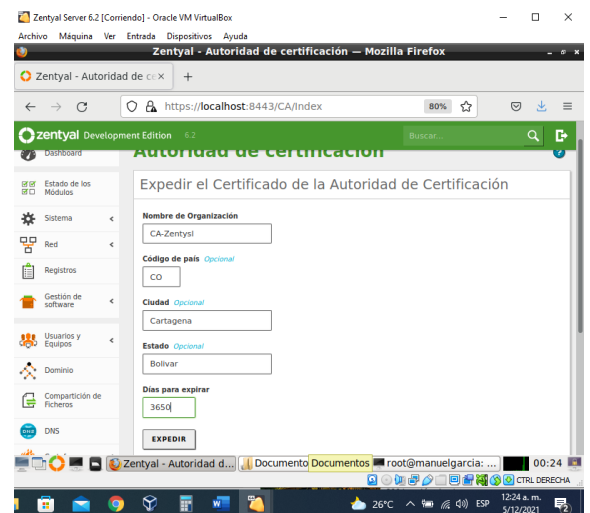 Zentyal Server 6.2 [Corriendo] - Oracle VM VirtualBox
Archivo Máquina Ver Entrada Dispositivos Ayuda
Zentyal - Autoridad de certificación — Mozilla Firefox
Zentyal - Autoridad de ce
https://localhost:8443/CA/Index
80%
zentyal Development Edition 6.2
Buscar...
Dashboard
Autoridad de certificación
Estado de los
Módulos
Sistema
Red
Registros
Gestión de
software
Usuarios y
Equipos
Dominio
Compartición de
Ficheros
DNS
Expedir el Certificado de la Autoridad de Certificación
Nombre de Organización
CA-Zentysl
Código de país Opcional
CO
Ciudad Opcional
Cartagena
Estado Opcional
Bolivar
Días para expirar
3650
EXPEDIR
Zentyal - Autoridad d...
Documento
Documentos
root@manuelgarcia: ...
00:24
CTRL DERECHA
26°C
ESP
12:24 a. m.
5/12/2021